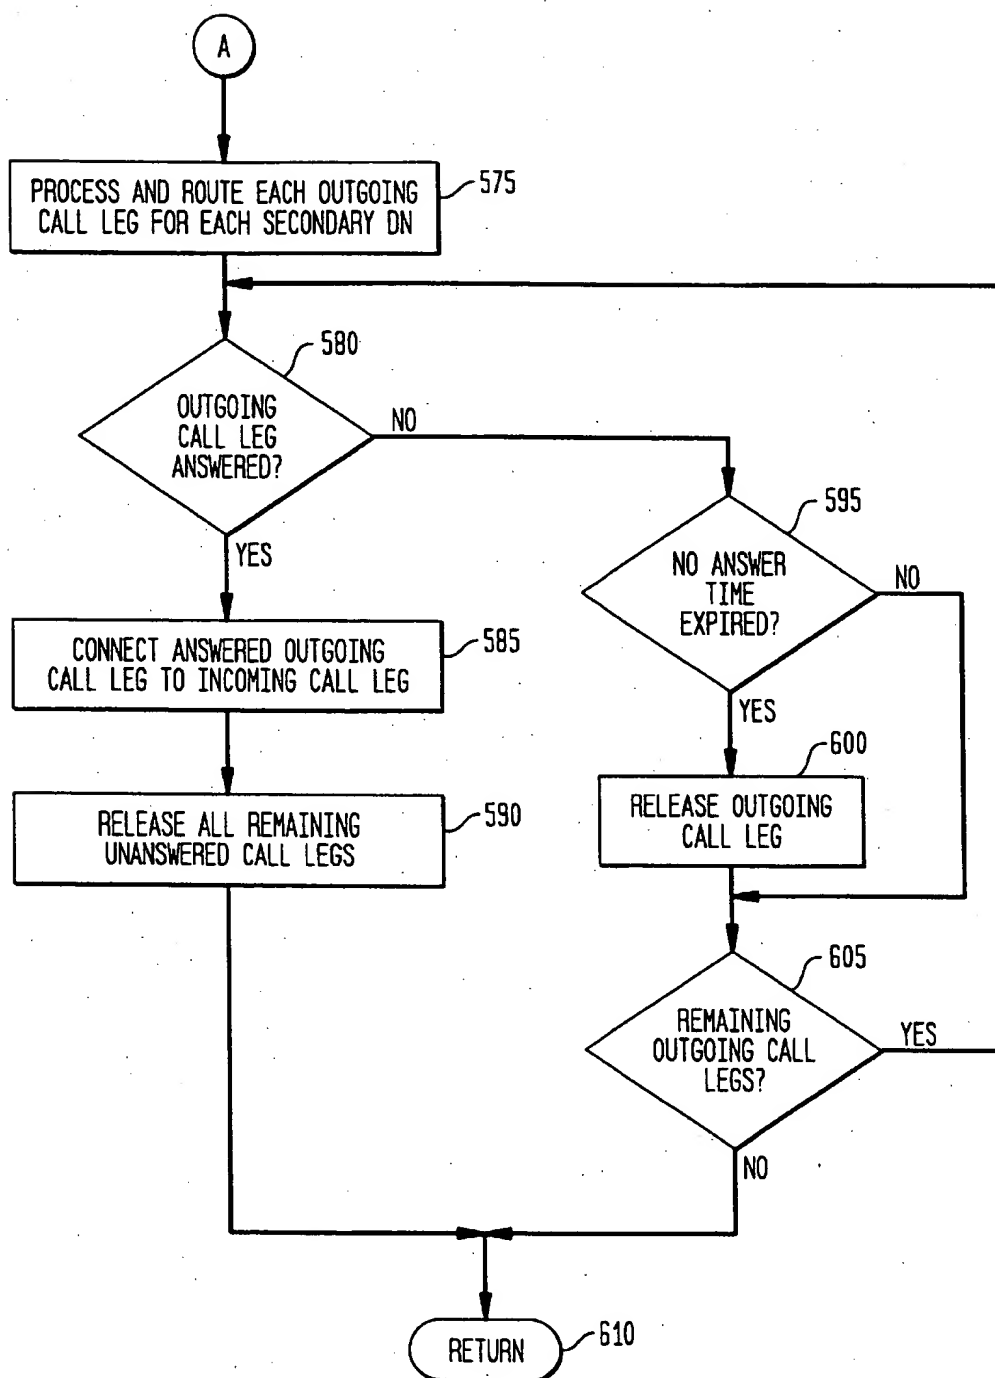 A
PROCESS AND ROUTE EACH OUTGOING
CALL LEG FOR EACH SECONDARY DN
575
580
OUTGOING
CALL LEG
ANSWERED?
NO
YES
595
NO ANSWER
TIME
EXPIRED?
NO
YES
CONNECT ANSWERED OUTGOING
CALL LEG TO INCOMING CALL LEG
585
600
RELEASE OUTGOING
CALL LEG
RELEASE ALL REMAINING
UNANSWERED CALL LEGS
590
605
REMAINING
OUTGOING CALL
LEGS?
YES
NO
RETURN
610